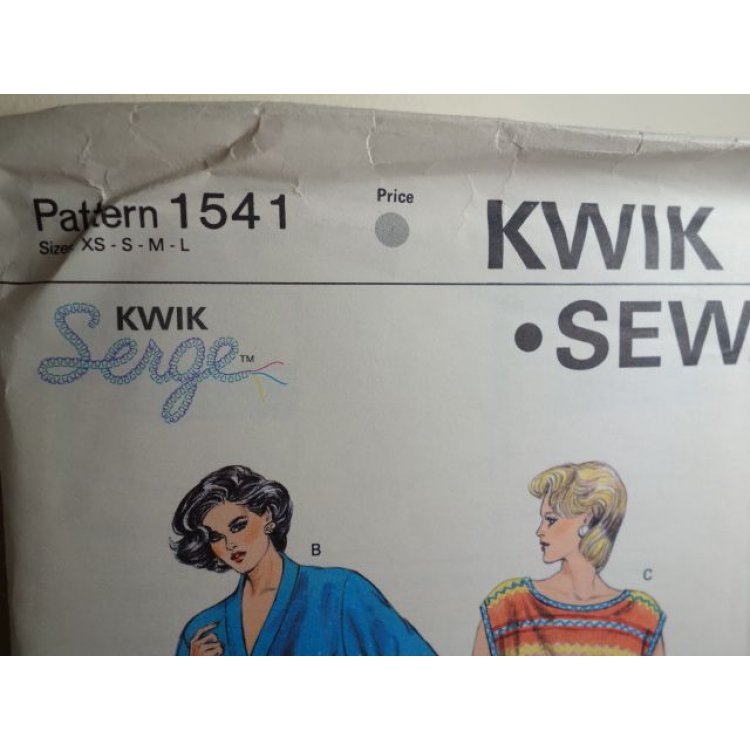 Pattern 1541
Price
Sizes XS - S - M - L
KWIK
• SEW
KWIK
Serge™
B
C